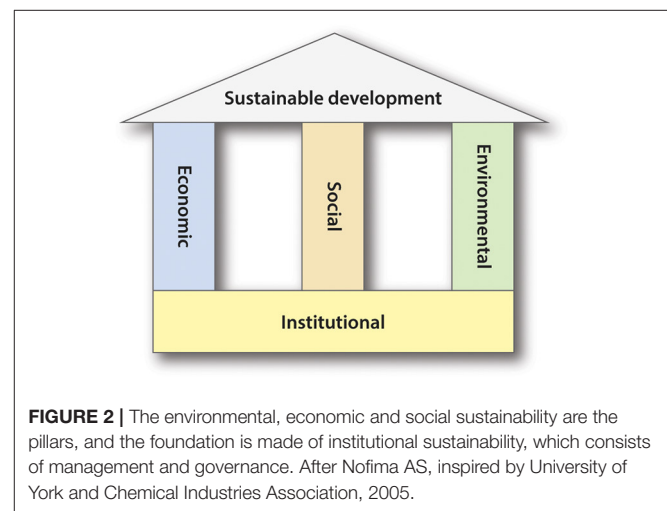 Sustainable development
Economic
Social
Environmental
Institutional
FIGURE 2 | The environmental, economic and social sustainability are the
pillars, and the foundation is made of institutional sustainability, which consists
of management and governance. After Nofima AS, inspired by University of
York and Chemical Industries Association, 2005.